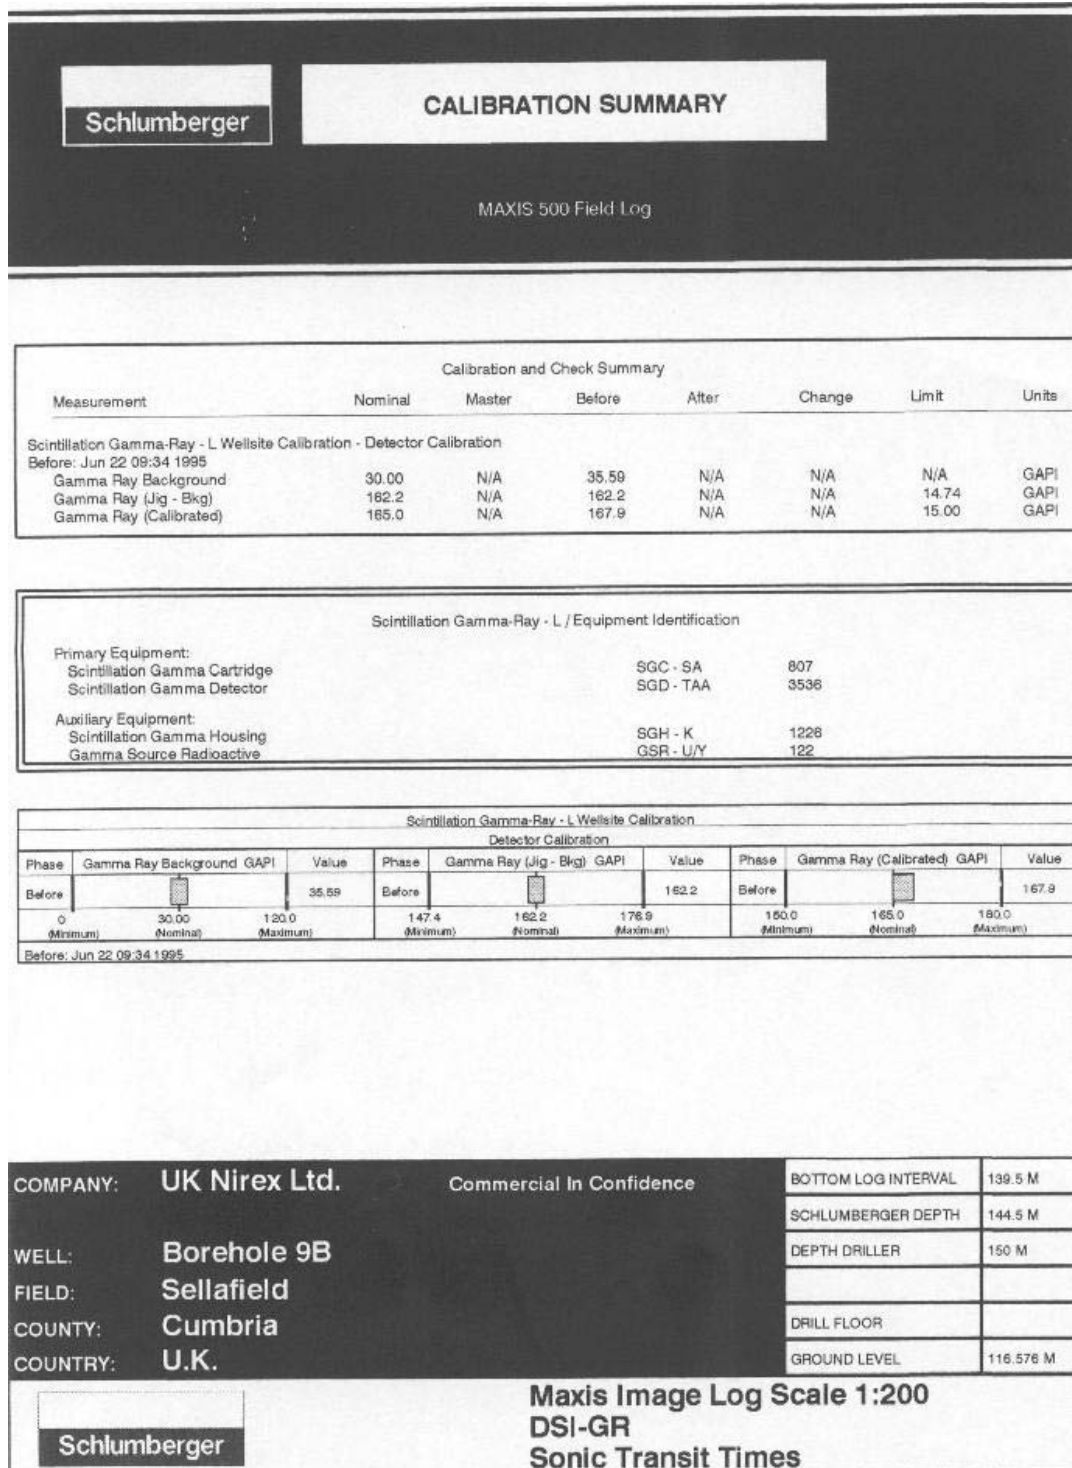 Schlumberger
CALIBRATION SUMMARY
MAXIS 500 Field Log
Calibration and Check Summary
Measurement Nominal Master Before After Change Limit Units
Scintillation Gamma-Ray - L Wellsite Calibration - Detector Calibration
Before: Jun 22 09:34 1995
Gamma Ray Background 30.00 N/A 35.59 N/A N/A N/A GAPI
Gamma Ray (Jig - Bkg) 162.2 N/A 162.2 N/A N/A 14.74 GAPI
Gamma Ray (Calibrated) 165.0 N/A 167.9 N/A N/A 15.00 GAPI
Scintillation Gamma-Ray - L / Equipment Identification
Primary Equipment:
Scintillation Gamma Cartridge SGC - SA 807
Scintillation Gamma Detector SGD - TAA 3536
Auxiliary Equipment:
Scintillation Gamma Housing SGH - K 1226
Gamma Source Radioactive GSR - U/Y 122
Scintillation Gamma-Ray - L Wellsite Calibration
Detector Calibration
Phase Gamma Ray Background GAPI Value Phase Gamma Ray (Jig - Bkg) GAPI Value Phase Gamma Ray (Calibrated) GAPI Value
Before 35.59 Before 162.2 Before 167.9
0 30.00 120.0 147.4 162.2 176.9 150.0 165.0 180.0
(Minimum) (Nominal) (Maximum) (Minimum) (Nominal) (Maximum) (Minimum) (Nominal) (Maximum)
Before: Jun 22 09:34 1995
COMPANY: UK Nirex Ltd. Commercial In Confidence BOTTOM LOG INTERVAL 139.5 M
SCHLUMBERGER DEPTH 144.5 M
WELL: Borehole 9B DEPTH DRILLER 150 M
FIELD: Sellafield
COUNTY: Cumbria DRILL FLOOR
COUNTRY: U.K. GROUND LEVEL 116.576 M
Maxis Image Log Scale 1:200
DSI-GR
Schlumberger Sonic Transit Times